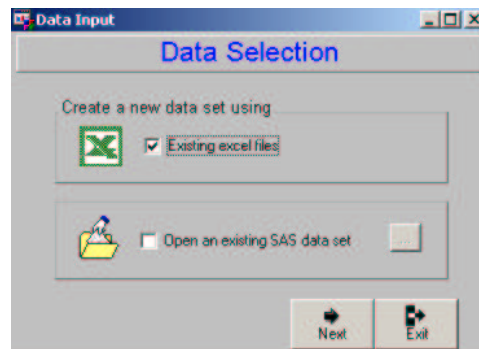 Data Input
Data Selection
Create a new data set using
Existing excel files
Open an existing SAS data set
...
Next
Exit